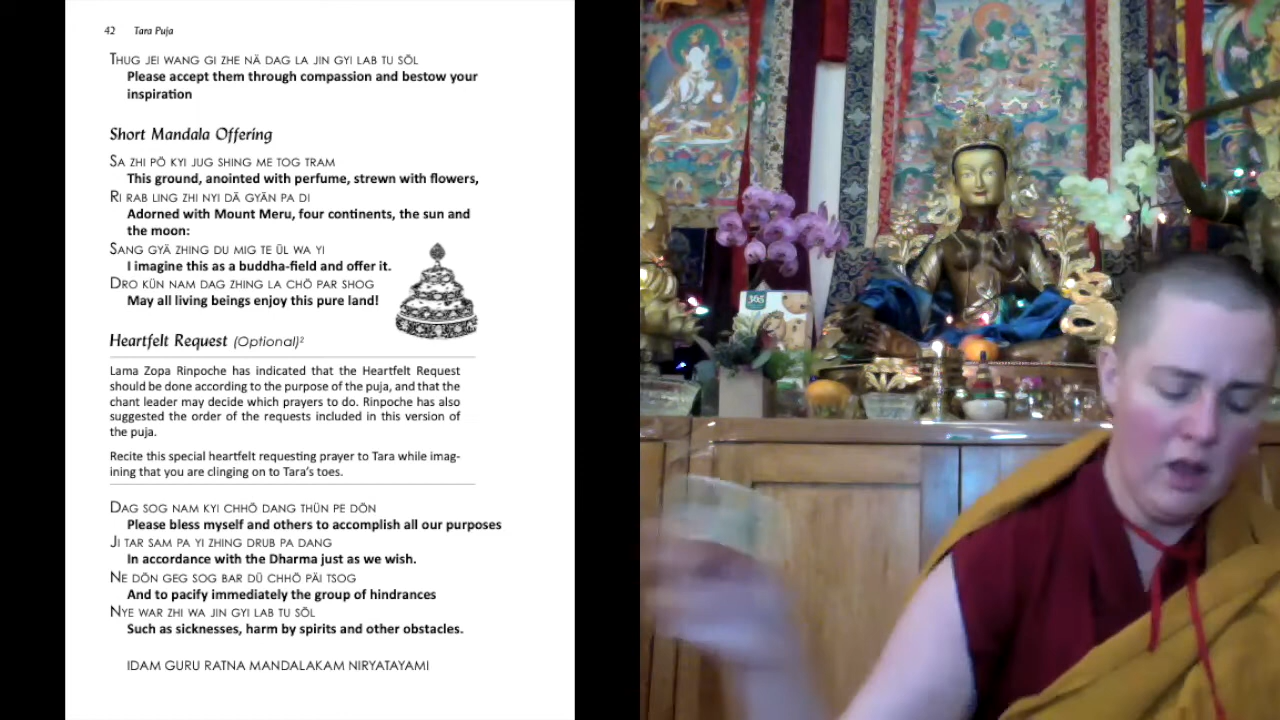 42 Tara Puja
THUG JEI WANG GI ZHE NÄ DAG LA JIN GYI LAB TU SÖL
Please accept them through compassion and bestow your
inspiration
Short Mandala Offering
SA ZHI PÖ KYI JUG SHING ME TOG TRAM
This ground, anointed with perfume, strewn with flowers,
RI RAB LING ZHI NYI DÄ GYÄN PA DI
Adorned with Mount Meru, four continents, the sun and
the moon:
SANG GYÄ ZHING DU MIG TE ÜL WA YI
I imagine this as a buddha-field and offer it.
DRO KÜN NAM DAG ZHING LA CHÖ PAR SHOG
May all living beings enjoy this pure land!
Heartfelt Request (Optional)²
Lama Zopa Rinpoche has indicated that the Heartfelt Request
should be done according to the purpose of the puja, and that the
chant leader may decide which prayers to do. Rinpoche has also
suggested the order of the requests included in this version of
the puja.
Recite this special heartfelt requesting prayer to Tara while imag-
ining that you are clinging on to Tara's toes.
DAG SOG NAM KYI CHHÖ DANG THÜN PE DÖN
Please bless myself and others to accomplish all our purposes
JI TAR SAM PA YI ZHING DRUB PA DANG
In accordance with the Dharma just as we wish.
NE DÖN GEG SOG BAR DÜ CHHÖ PÄI TSOG
And to pacify immediately the group of hindrances
NYE WAR ZHI WA JIN GYI LAB TU SÖL
Such as sicknesses, harm by spirits and other obstacles.
IDAM GURU RATNA MANDALAKAM NIRYATAYAMI
365